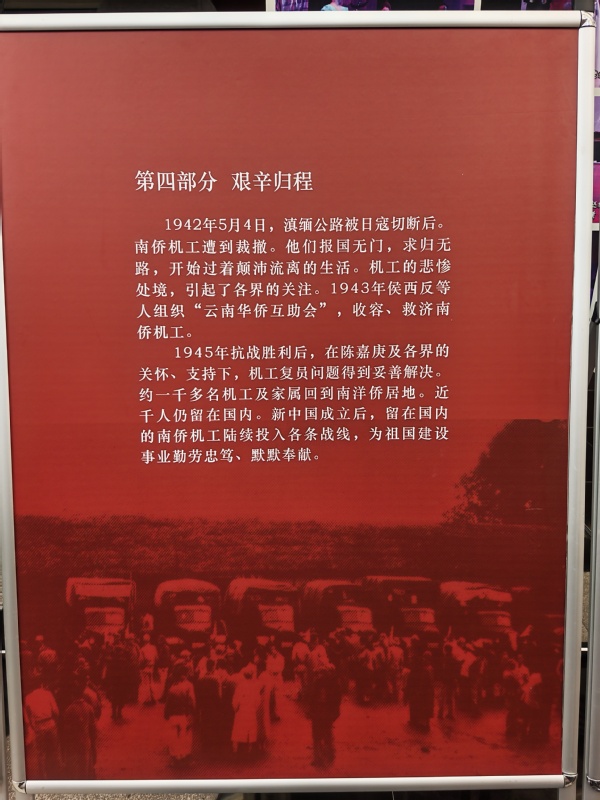 第四部分 艰辛归程
1942年5月4日，滇缅公路被日寇切断后。
南侨机工遭到裁撤。他们报国无门，求归无
路，开始过着颠沛流离的生活。机工的悲惨
处境，引起了各界的关注。1943年侯西反等
人组织“云南华侨互助会”，收容、救济南
侨机工。
1945年抗战胜利后，在陈嘉庚及各界的
关怀、支持下，机工复员问题得到妥善解决。
约一千多名机工及家属回到南洋侨居地。近
千人仍留在国内。新中国成立后，留在国内
的南侨机工陆续投入各条战线，为祖国建设
事业勤劳忠笃、默默奉献。